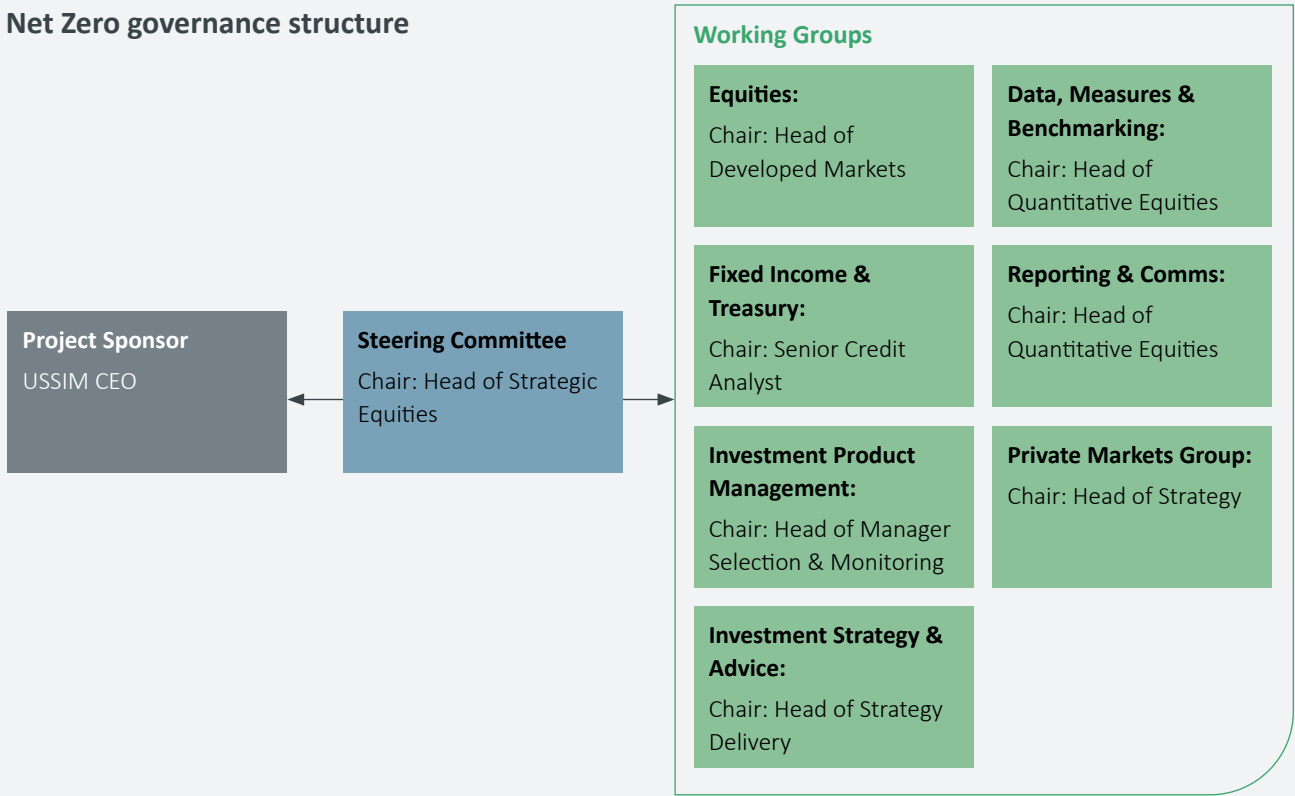 Net Zero governance structure
Project Sponsor
USSIM CEO
Steering Committee
Chair: Head of Strategic
Equities
Working Groups
Equities:
Chair: Head of
Developed Markets
Data, Measures &
Benchmarking:
Chair: Head of
Quantitative Equities
Fixed Income &
Treasury:
Chair: Senior Credit
Analyst
Reporting & Comms:
Chair: Head of
Quantitative Equities
Investment Product
Management:
Chair: Head of Manager
Selection & Monitoring
Private Markets Group:
Chair: Head of Strategy
Investment Strategy &
Advice:
Chair: Head of Strategy
Delivery